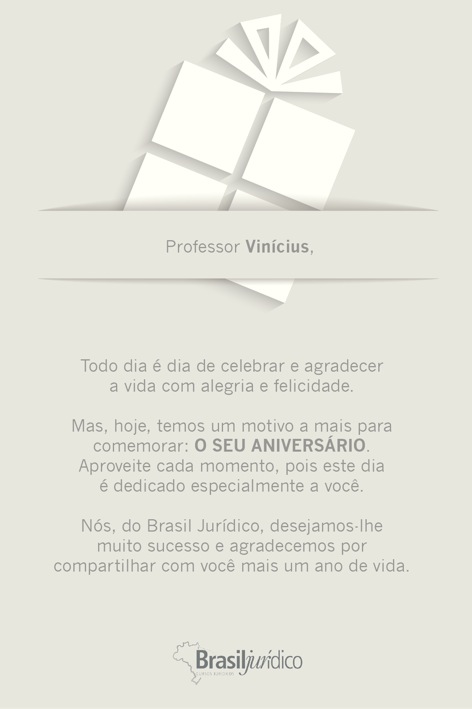 Professor Vinícius,
Todo dia é dia de celebrar e agradecer
a vida com alegria e felicidade.
Mas, hoje, temos um motivo a mais para
comemorar: O SEU ANIVERSÁRIO.
Aproveite cada momento, pois este dia
é dedicado especialmente a você.
Nós, do Brasil Jurídico, desejamos-lhe
muito sucesso e agradecemos por
compartilhar com você mais um ano de vida.
Brasiljurídico